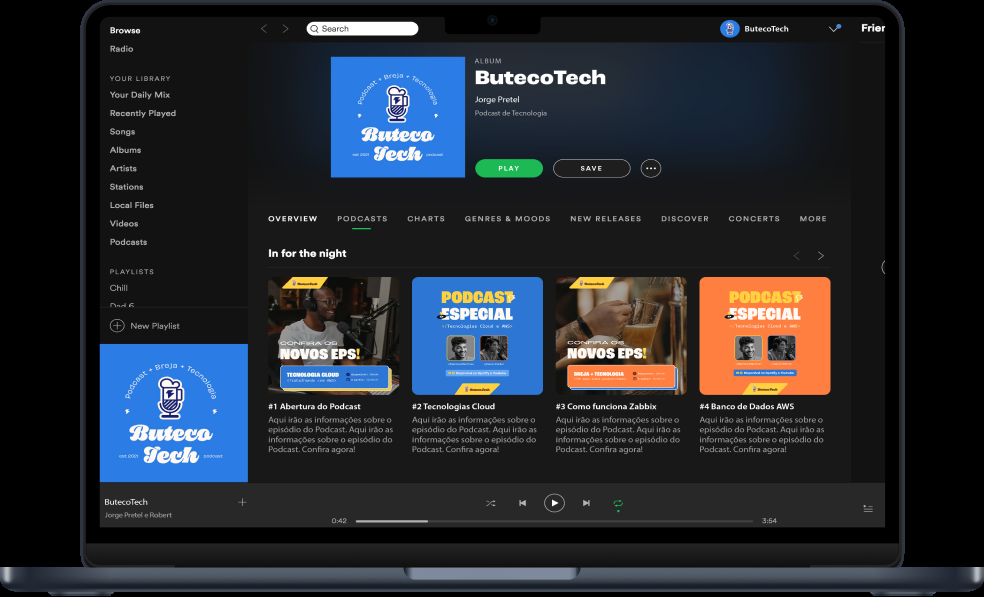 Browse
Radio
YOUR LIBRARY
Your Daily Mix
Recently Played
Songs
Albums
Artists
Stations
Local Files
Videos
Podcasts
PLAYLISTS
Chill
New Playlist
Podcast + Breja + Tecnologia
Buteco
Tech
est 2023 podcast
ButecoTech
Jorge Pretel e Robert
Search
ButecoTech
Frier
Podcast + Breja + Tecnologia
Buteco
Tech
est 2023 podcast
ALBUM
ButecoTech
Jorge Pretel
Podcast de Tecnologia
PLAY
SAVE
OVERVIEW PODCASTS CHARTS GENRES & MOODS NEW RELEASES DISCOVER CONCERTS MORE
In for the night
ButecoTech
CONFIRA OS
NOVOS EPS!
TECNOLOGIA CLOUD
#1 Abertura do Podcast
Aqui irão as informações sobre o
episódio do Podcast. Aqui irão as
informações sobre o episódio do
Podcast. Confira agora!
PODCAST
ESPECIAL
</Tecnologias Cloud e AWS>
ButecoTech
#2 Tecnologias Cloud
Aqui irão as informações sobre o
episódio do Podcast. Aqui irão as
informações sobre o episódio do
Podcast. Confira agora!
ButecoTech
CONFIRA OS
NOVOS EPS!
BREJA + TECNOLOGIA
#3 Como funciona Zabbix
Aqui irão as informações sobre o
episódio do Podcast. Aqui irão as
informações sobre o episódio do
Podcast. Confira agora!
PODCAST
ESPECIAL
</Tecnologias Cloud e AWS>
ButecoTech
#4 Banco de Dados AWS
Aqui irão as informações sobre o
episódio do Podcast. Aqui irão as
informações sobre o episódio do
Podcast. Confira agora!
0:42
3:54